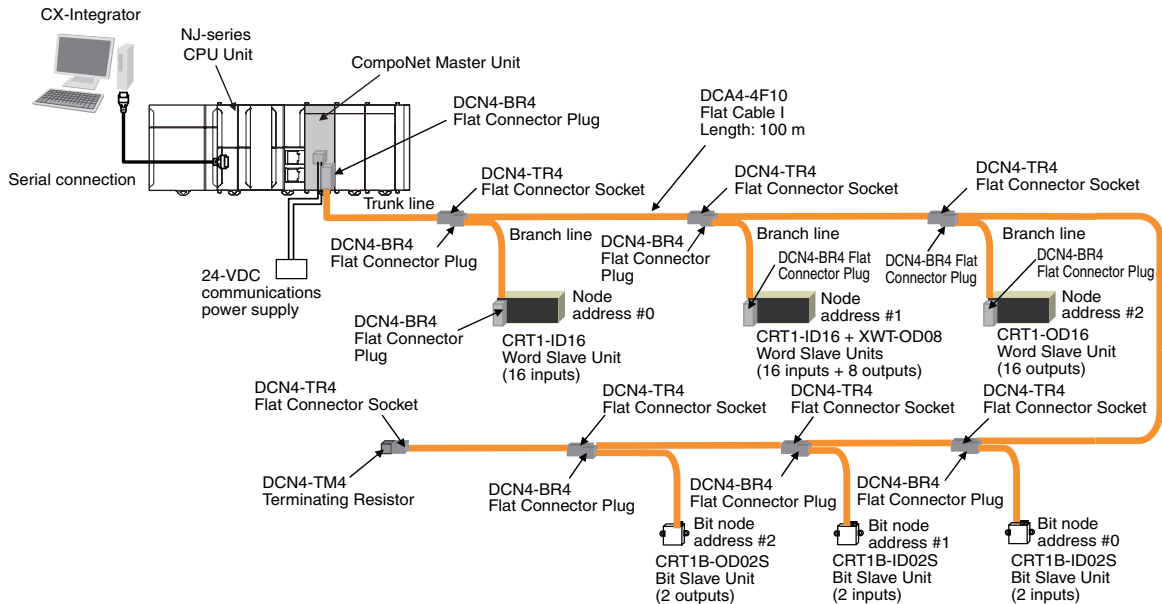 CX-Integrator
NJ-series
CPU Unit
CompoNet Master Unit
DCN4-BR4
Flat Connector Plug
DCA4-4F10
Flat Cable I
Length: 100 m
Serial connection
DCN4-TR4
Flat Connector Socket
DCN4-TR4
Flat Connector Socket
DCN4-TR4
Flat Connector Socket
Trunk line
DCN4-BR4
Flat Connector Plug
Branch line
DCN4-BR4
Flat Connector
Plug
Branch line
DCN4-BR4 Flat
Connector Plug
DCN4-BR4 Flat
Connector Plug
Branch line
DCN4-BR4
Flat Connector Plug
24-VDC
communications
power supply
DCN4-BR4
Flat Connector
Plug
Node
address #0
CRT1-ID16
Word Slave Unit
(16 inputs)
Node
address #1
CRT1-ID16 + XWT-OD08
Word Slave Units
(16 inputs + 8 outputs)
Node
address #2
CRT1-OD16
Word Slave Unit
(16 outputs)
DCN4-TR4
Flat Connector Socket
DCN4-TR4
Flat Connector Socket
DCN4-TR4
Flat Connector Socket
DCN4-TR4
Flat Connector Socket
DCN4-TM4
Terminating Resistor
DCN4-BR4
Flat Connector Plug
DCN4-BR4
Flat Connector Plug
DCN4-BR4
Flat Connector Plug
Bit node
address #2
CRT1B-OD02S
Bit Slave Unit
(2 outputs)
Bit node
address #1
CRT1B-ID02S
Bit Slave Unit
(2 inputs)
Bit node
address #0
CRT1B-ID02S
Bit Slave Unit
(2 inputs)